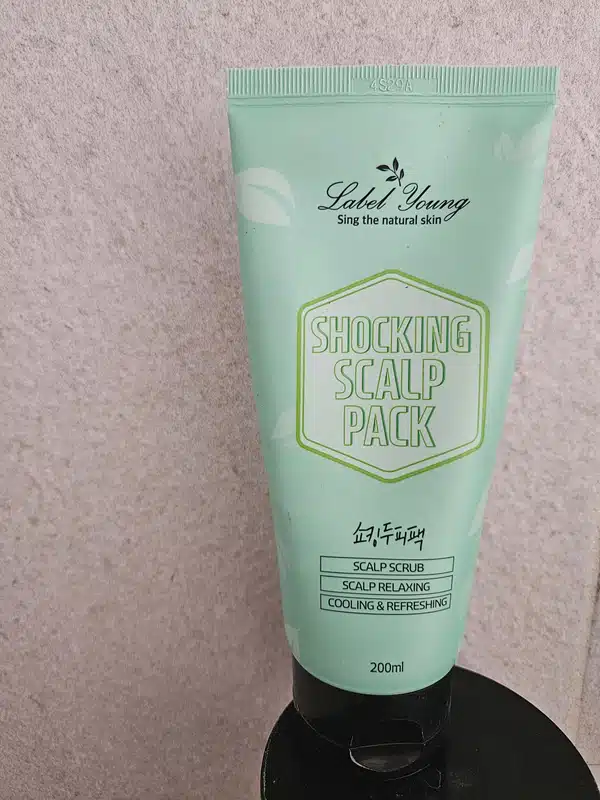 4S29A
Label Young
Sing the natural skin
SHOCKING
SCALP
PACK
쇼킹두피팩
SCALP SCRUB
SCALP RELAXING
COOLING & REFRESHING
200ml